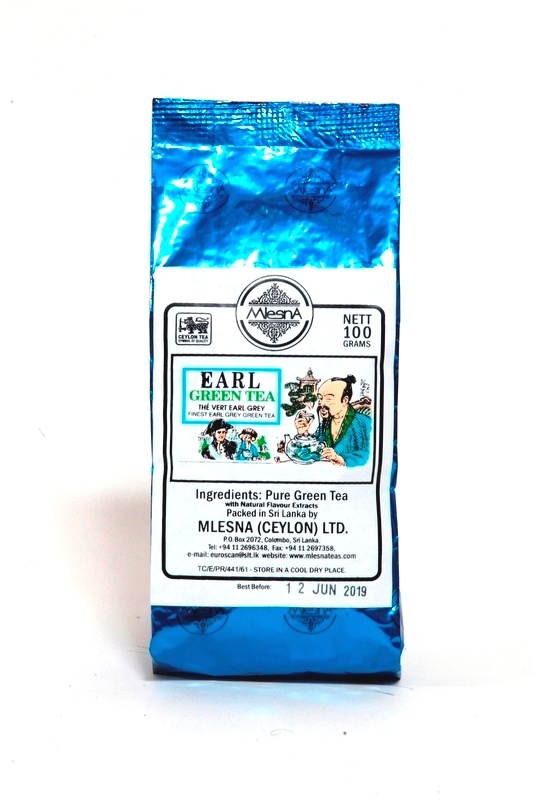 MlesnA
CEYLON TEA
SYMBOL OF QUALITY
NETT
100
GRAMS
EARL
GREEN TEA
THÉ VERT EARL GREY
FINEST EARL GREY GREEN TEA
Ingredients: Pure Green Tea
with Natural Flavour Extracts
Packed in Sri Lanka by
MLESNA (CEYLON) LTD.
P.O. Box 2072, Colombo, Sri Lanka.
Tel: +94 11 2696348, Fax: +94 11 2697358,
e-mail: euroscan@slt.lk website: www.mlesnateas.com
TC/E/PR/441/61 - STORE IN A COOL DRY PLACE.
Best Before: 12 JUN 2019